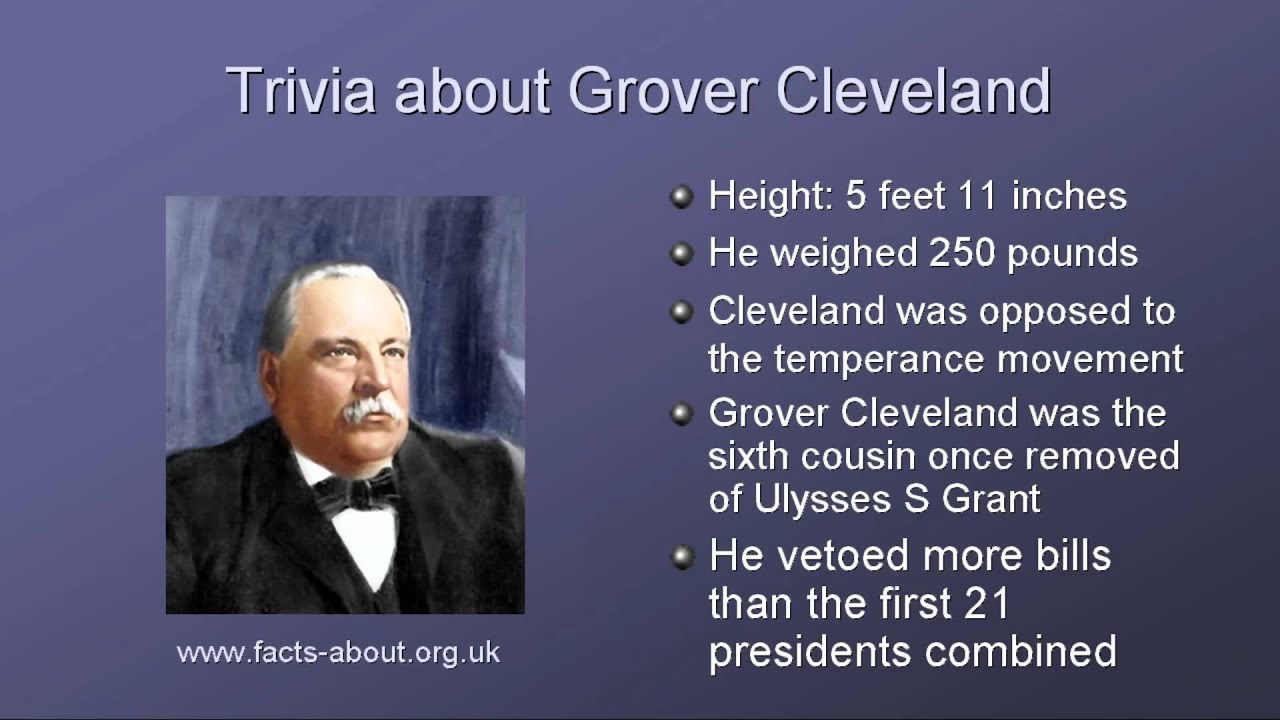 Trivia about Grover Cleveland
Height: 5 feet 11 inches
He weighed 250 pounds
Cleveland was opposed to
the temperance movement
Grover Cleveland was the
sixth cousin once removed
of Ulysses S Grant
He vetoed more bills
than the first 21
presidents combined
www.facts-about.org.uk